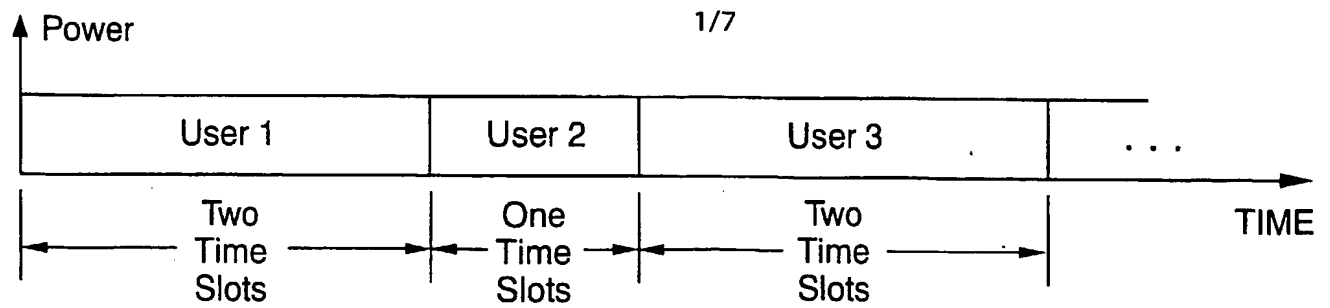 1/7
Power
User 1
User 2
User 3
. . .
TIME
Two
Time
Slots
One
Time
Slots
Two
Time
Slots